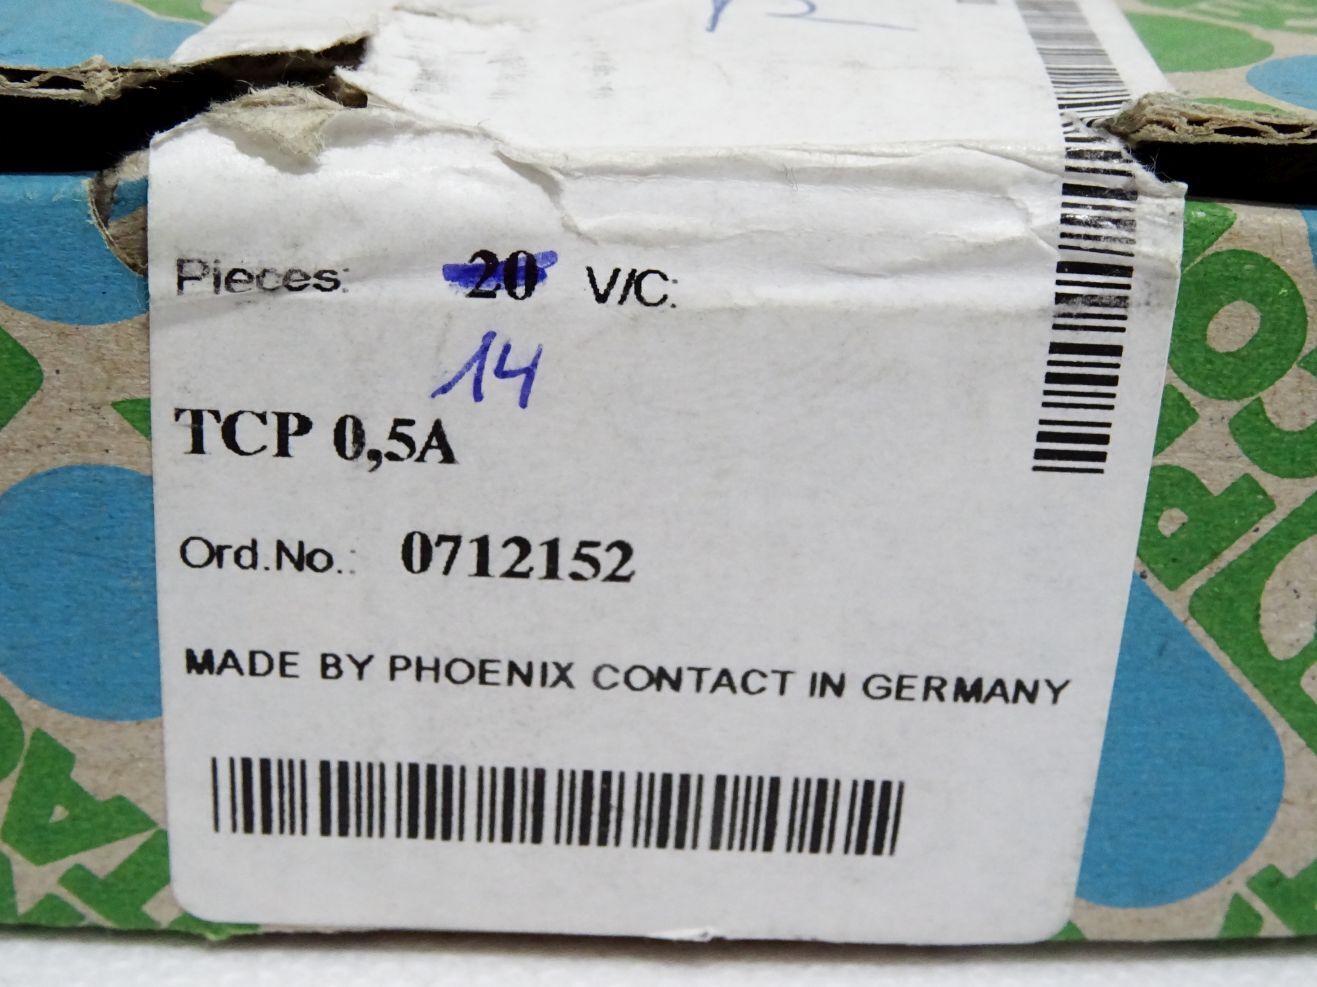 Pieces: 20 V/C:
14
TCP 0,5A
Ord.No.: 0712152
MADE BY PHOENIX CONTACT IN GERMANY